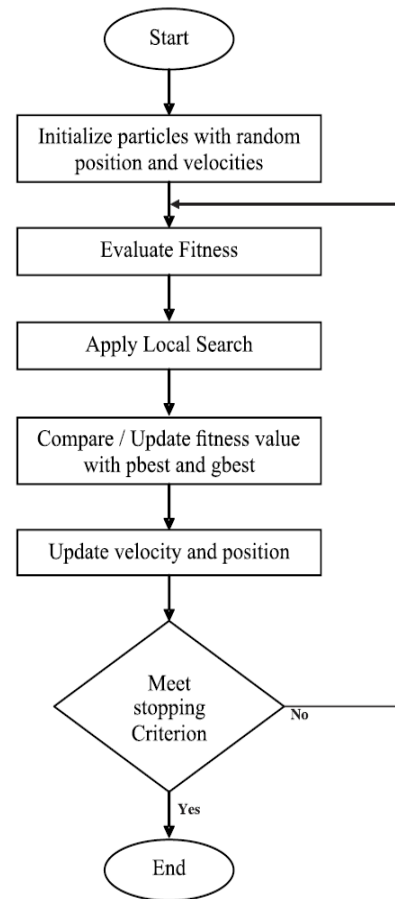 Start
Initialize particles with random
position and velocities
Evaluate Fitness
Apply Local Search
Compare / Update fitness value
with pbest and gbest
Update velocity and position
Meet
stopping
Criterion
No
Yes
End